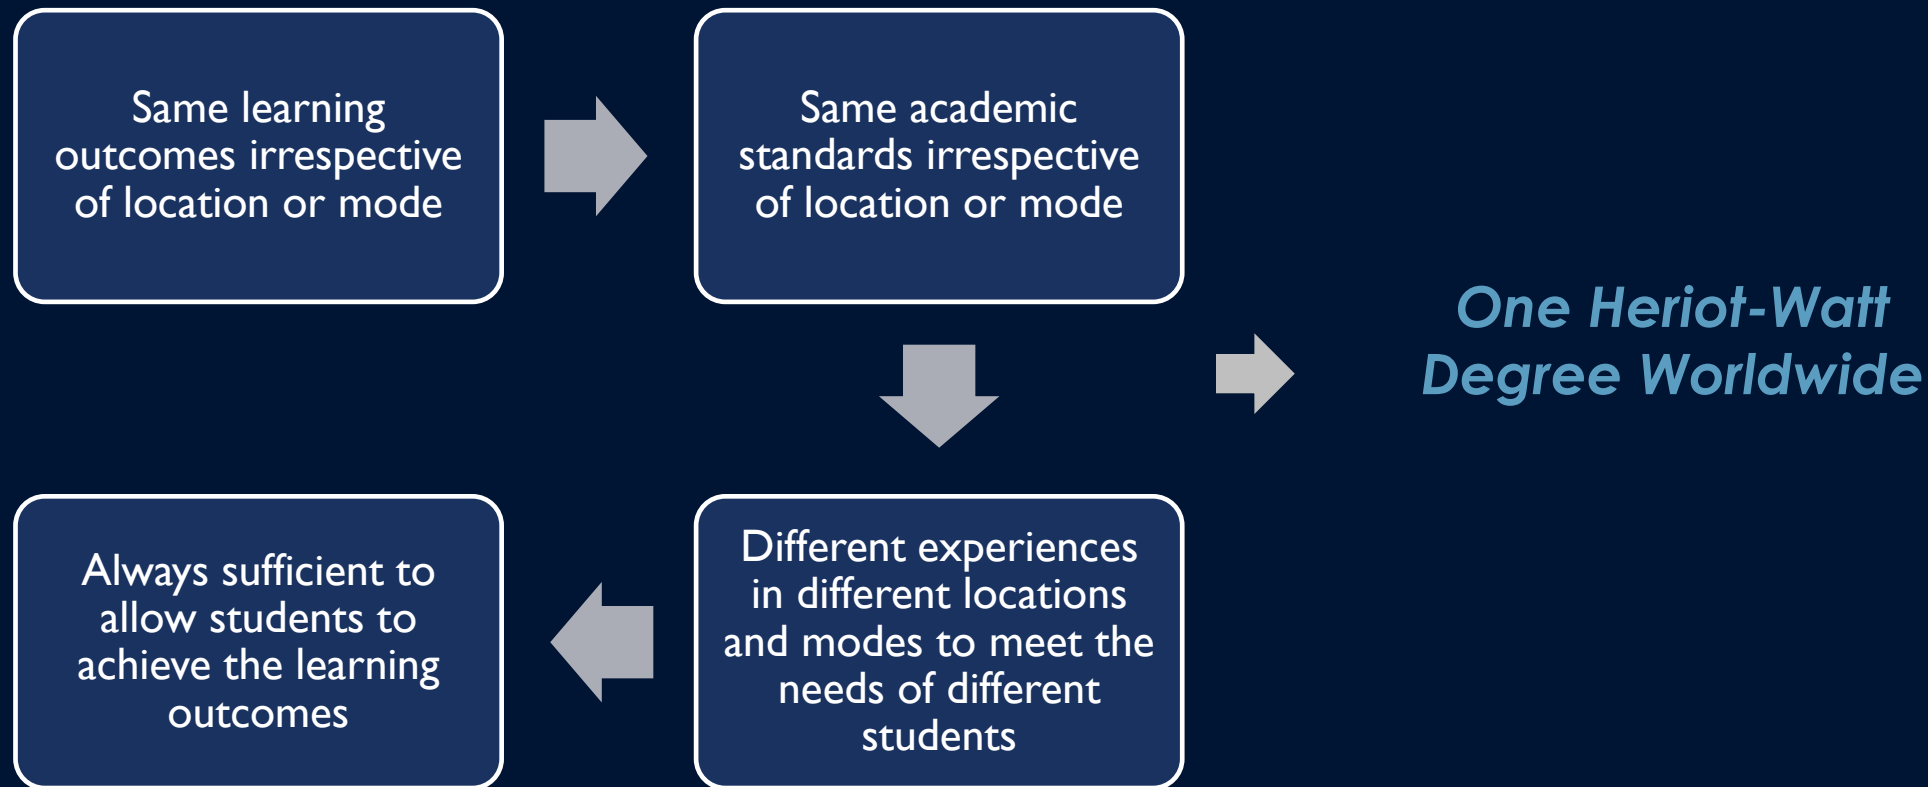 Same learning
outcomes irrespective
of location or mode
Same academic
standards irrespective
of location or mode
Different experiences
in different locations
and modes to meet the
needs of different
students
Always sufficient to
allow students to
achieve the learning
outcomes
One Heriot-Watt
Degree Worldwide